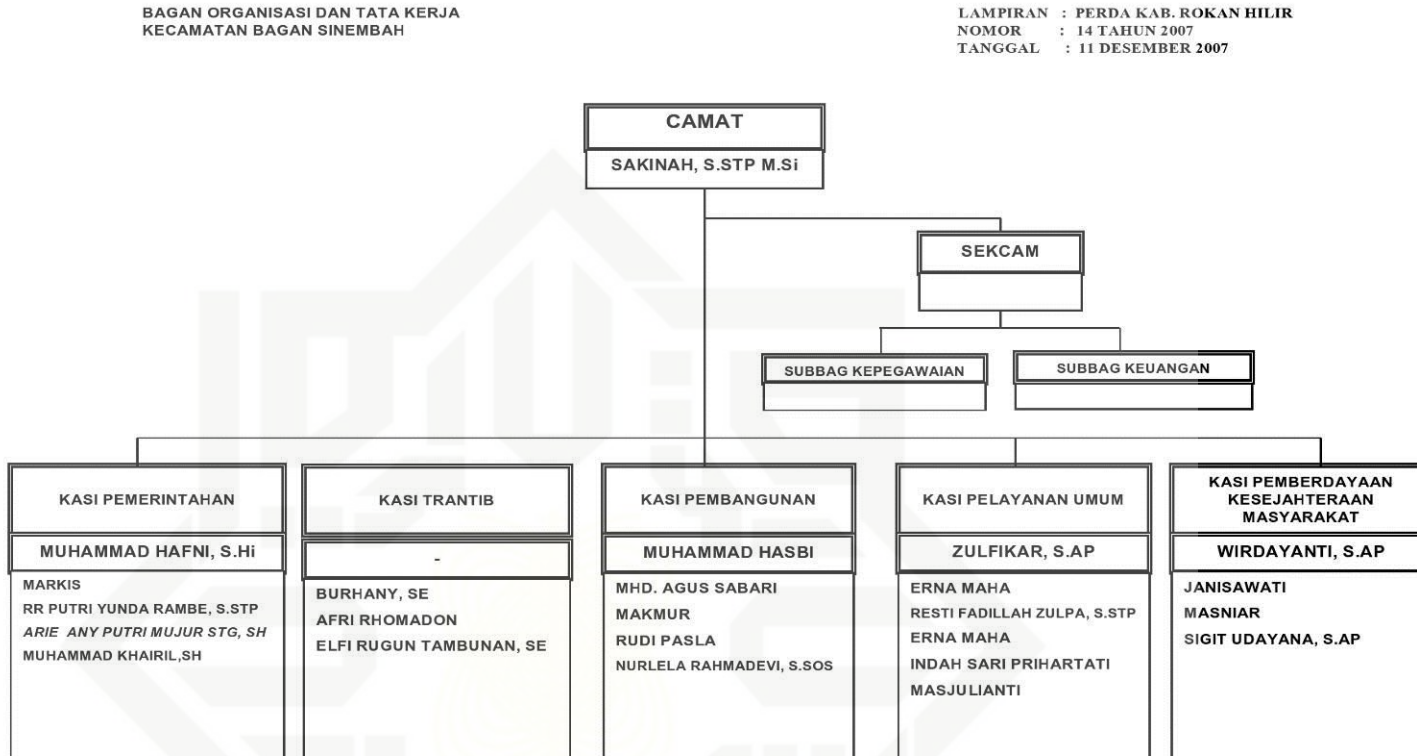 BAGAN ORGANISASI DAN TATA KERJA
KECAMATAN BAGAN SINEMBAH
LAMPIRAN : PERDA KAB. ROKAN HILIR
NOMOR : 14 TAHUN 2007
TANGGAL : 11 DESEMBER 2007
CAMAT
SAKINAH, S.STP M.Si
SEKCAM
SUBBAG KEPEGAWAIAN
SUBBAG KEUANGAN
KASI PEMERINTAHAN
MUHAMMAD HAFNI, S.Hi
MARKIS
RR PUTRI YUNDA RAMBE, S.STP
ARIE ANY PUTRI MUJUR STG, SH
MUHAMMAD KHAIRIL,SH
KASI TRANTIB
-
BURHANY, SE
AFRI RHOMADON
ELFI RUGUN TAMBUNAN, SE
KASI PEMBANGUNAN
MUHAMMAD HASBI
MHD. AGUS SABARI
MAKMUR
RUDI PASLA
NURLELA RAHMADEVI, S.SOS
KASI PELAYANAN UMUM
ZULFIKAR, S.AP
ERNA MAHA
RESTI FADILLAH ZULPA, S.STP
ERNA MAHA
INDAH SARI PRIHARTATI
MASJULIANTI
KASI PEMBERDAYAAN
KESEJAHTERAAN
MASYARAKAT
WIRDAYANTI, S.AP
JANISAWATI
MASNIAR
SIGIT UDAYANA, S.AP